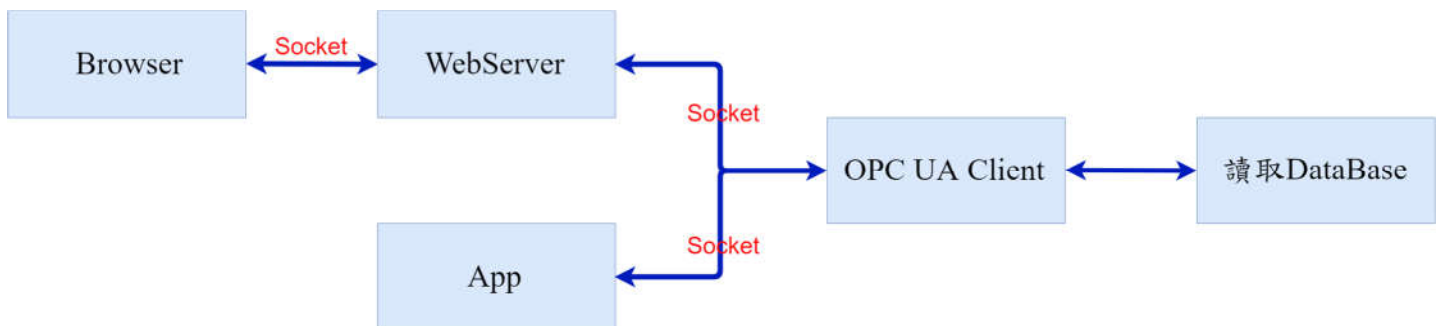 Browser
Socket
WebServer
Socket
OPC UA Client
讀取DataBase
Socket
App